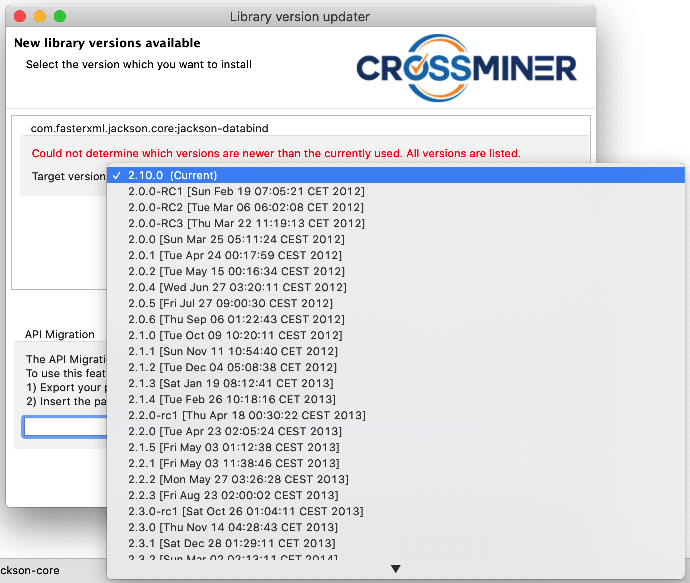 Library version updater
New library versions available
Select the version which you want to install
CROSSMINER
com.fasterxml.jackson.core:jackson-databind
Could not determine which versions are newer than the currently used. All versions are listed.
Target version
✓ 2.10.0 (Current)
2.0.0-RC1 [Sun Feb 19 07:05:21 CET 2012]
2.0.0-RC2 [Tue Mar 06 06:02:08 CET 2012]
2.0.0-RC3 [Thu Mar 22 11:19:13 CET 2012]
2.0.0 [Sun Mar 25 05:11:24 CEST 2012]
2.0.1 [Tue Apr 24 00:17:59 CEST 2012]
2.0.2 [Tue May 15 00:16:34 CEST 2012]
2.0.4 [Wed Jun 27 03:20:11 CEST 2012]
2.0.5 [Fri Jul 27 09:00:30 CEST 2012]
2.0.6 [Thu Sep 06 01:22:43 CEST 2012]
2.1.0 [Tue Oct 09 10:20:11 CEST 2012]
2.1.1 [Sun Nov 11 10:54:40 CET 2012]
2.1.2 [Tue Dec 04 05:08:38 CET 2012]
2.1.3 [Sat Jan 19 08:12:41 CET 2013]
2.1.4 [Tue Feb 26 10:18:16 CET 2013]
2.2.0-rc1 [Thu Apr 18 00:30:22 CEST 2013]
2.2.0 [Tue Apr 23 02:05:24 CEST 2013]
2.1.5 [Fri May 03 01:12:38 CEST 2013]
2.2.1 [Fri May 03 11:38:46 CEST 2013]
2.2.2 [Mon May 27 03:26:28 CEST 2013]
2.2.3 [Fri Aug 23 02:00:02 CEST 2013]
2.3.0-rc1 [Sat Oct 26 01:04:11 CEST 2013]
2.3.0 [Thu Nov 14 04:28:43 CET 2013]
2.3.1 [Sat Dec 28 01:29:11 CET 2013]
2.3.2 [Sun Mar 02 02:13:11 CET 2014]
API Migration
The API Migrati
To use this feat
1) Export your p
2) Insert the pa
ckson-core